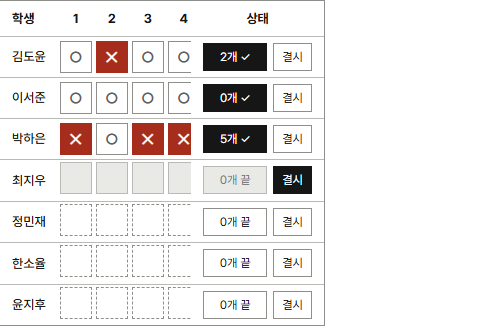 학생 1 2 3 4 상태
김도윤 ○ × ○ ○ 2개 ✓ 결시
이서준 ○ ○ ○ ○ 0개 ✓ 결시
박하은 × ○ × × 5개 ✓ 결시
최지우 0개 끝 결시
정민재 0개 끝 결시
한소율 0개 끝 결시
윤지후 0개 끝 결시